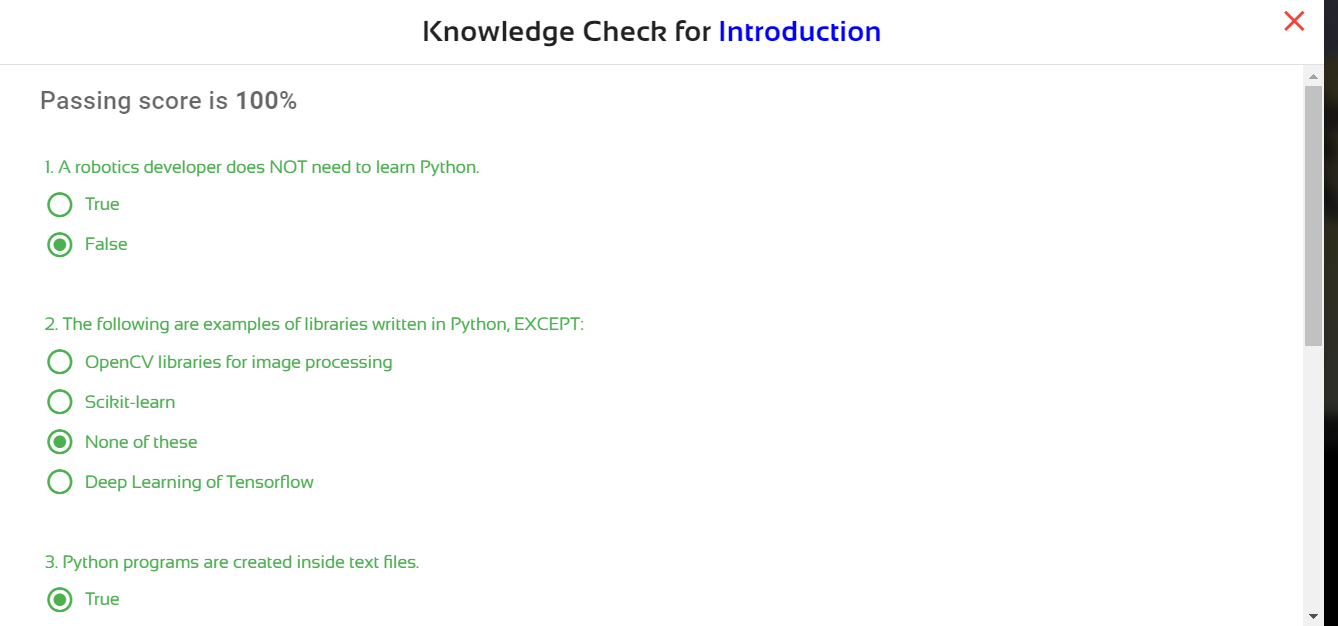 Knowledge Check for Introduction
Passing score is 100%
1. A robotics developer does NOT need to learn Python.
True
False
2. The following are examples of libraries written in Python, EXCEPT:
OpenCV libraries for image processing
Scikit-learn
None of these
Deep Learning of Tensorflow
3. Python programs are created inside text files.
True